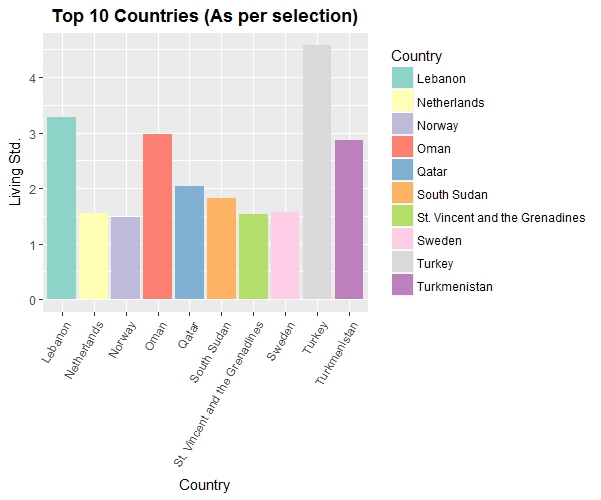 Top 10 Countries (As per selection)
Living Std.
4
3
2
1
0
Lebanon
Netherlands
Norway
Oman
Qatar
South Sudan
St. Vincent and the Grenadines
Sweden
Turkey
Turkmenistan
Country
Country
Lebanon
Netherlands
Norway
Oman
Qatar
South Sudan
St. Vincent and the Grenadines
Sweden
Turkey
Turkmenistan